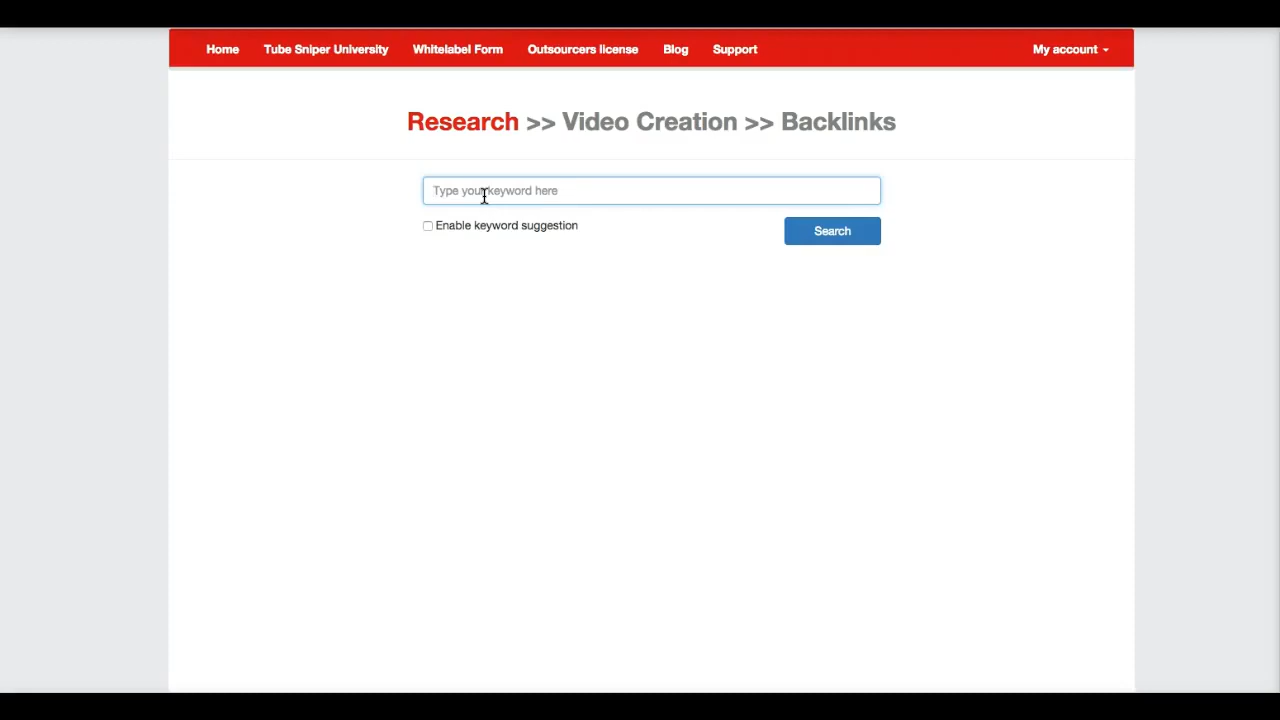 Home Tube Sniper University Whitelabel Form Outsourcers license Blog Support My account
Research >> Video Creation >> Backlinks
Type your keyword here
Enable keyword suggestion
Search